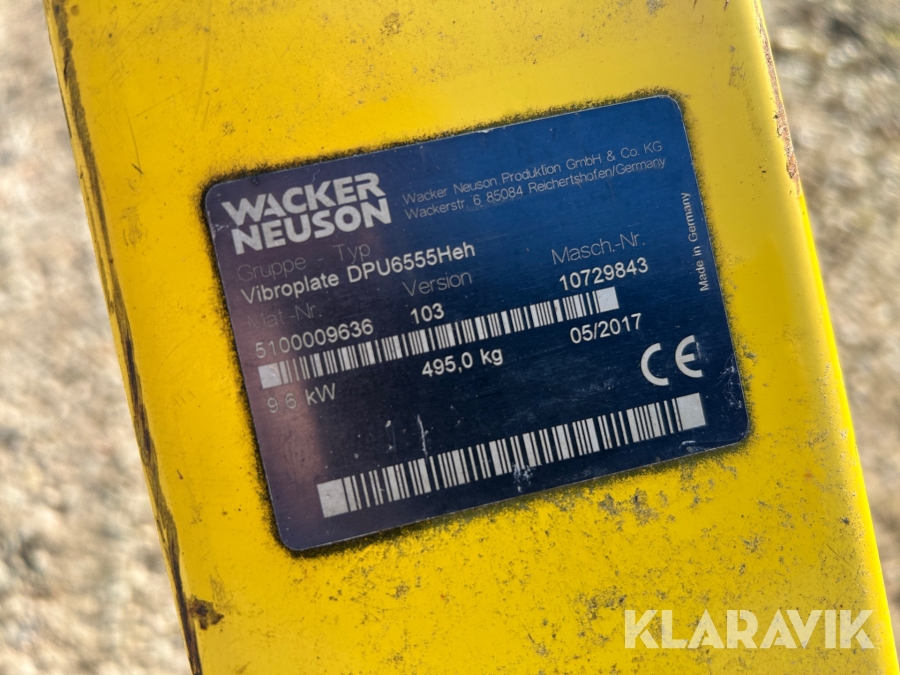 WACKER
NEUSON
Wacker Neuson Produktion GmbH & Co. KG
Wackerstr. 6 85084 Reichertshofen/Germany
Gruppe Typ
Vibroplate DPU6555Heh
Mat.-Nr. Version Masch.-Nr.
5100009636 103 10729843
9.6 kW 495,0 kg 05/2017
CE
Made in Germany
KLARAVIK